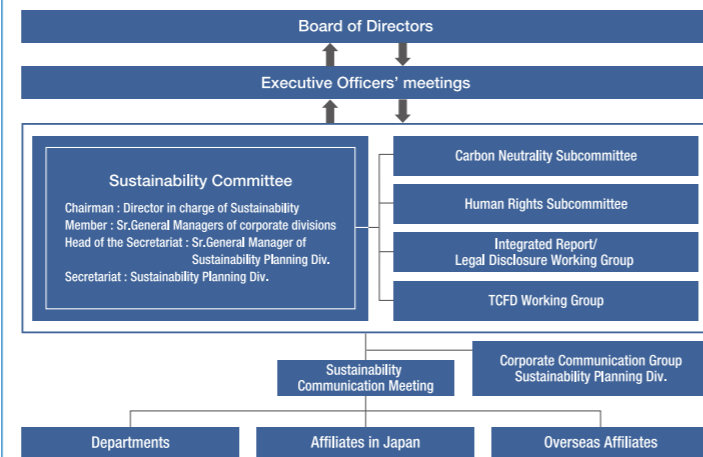 Board of Directors
Executive Officers' meetings
Sustainability Committee
Chairman : Director in charge of Sustainability
Member : Sr.General Managers of corporate divisions
Head of the Secretariat : Sr.General Manager of
Sustainability Planning Div.
Secretariat : Sustainability Planning Div.
Carbon Neutrality Subcommittee
Human Rights Subcommittee
Integrated Report/
Legal Disclosure Working Group
TCFD Working Group
Sustainability
Communication Meeting
Corporate Communication Group
Sustainability Planning Div.
Departments
Affiliates in Japan
Overseas Affiliates